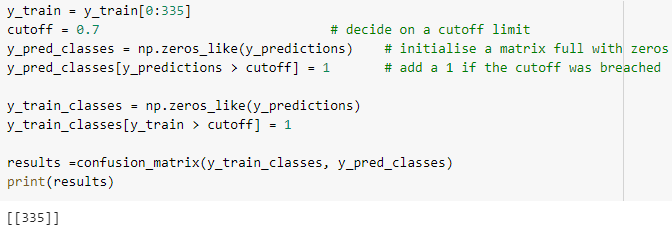 y_train = y_train[0:335]
cutoff = 0.7 # decide on a cutoff limit
y_pred_classes = np.zeros_like(y_predictions) # initialise a matrix full with zeros
y_pred_classes[y_predictions > cutoff] = 1 # add a 1 if the cutoff was breached
y_train_classes = np.zeros_like(y_predictions)
y_train_classes[y_train > cutoff] = 1
results =confusion_matrix(y_train_classes, y_pred_classes)
print(results)
[[335]]